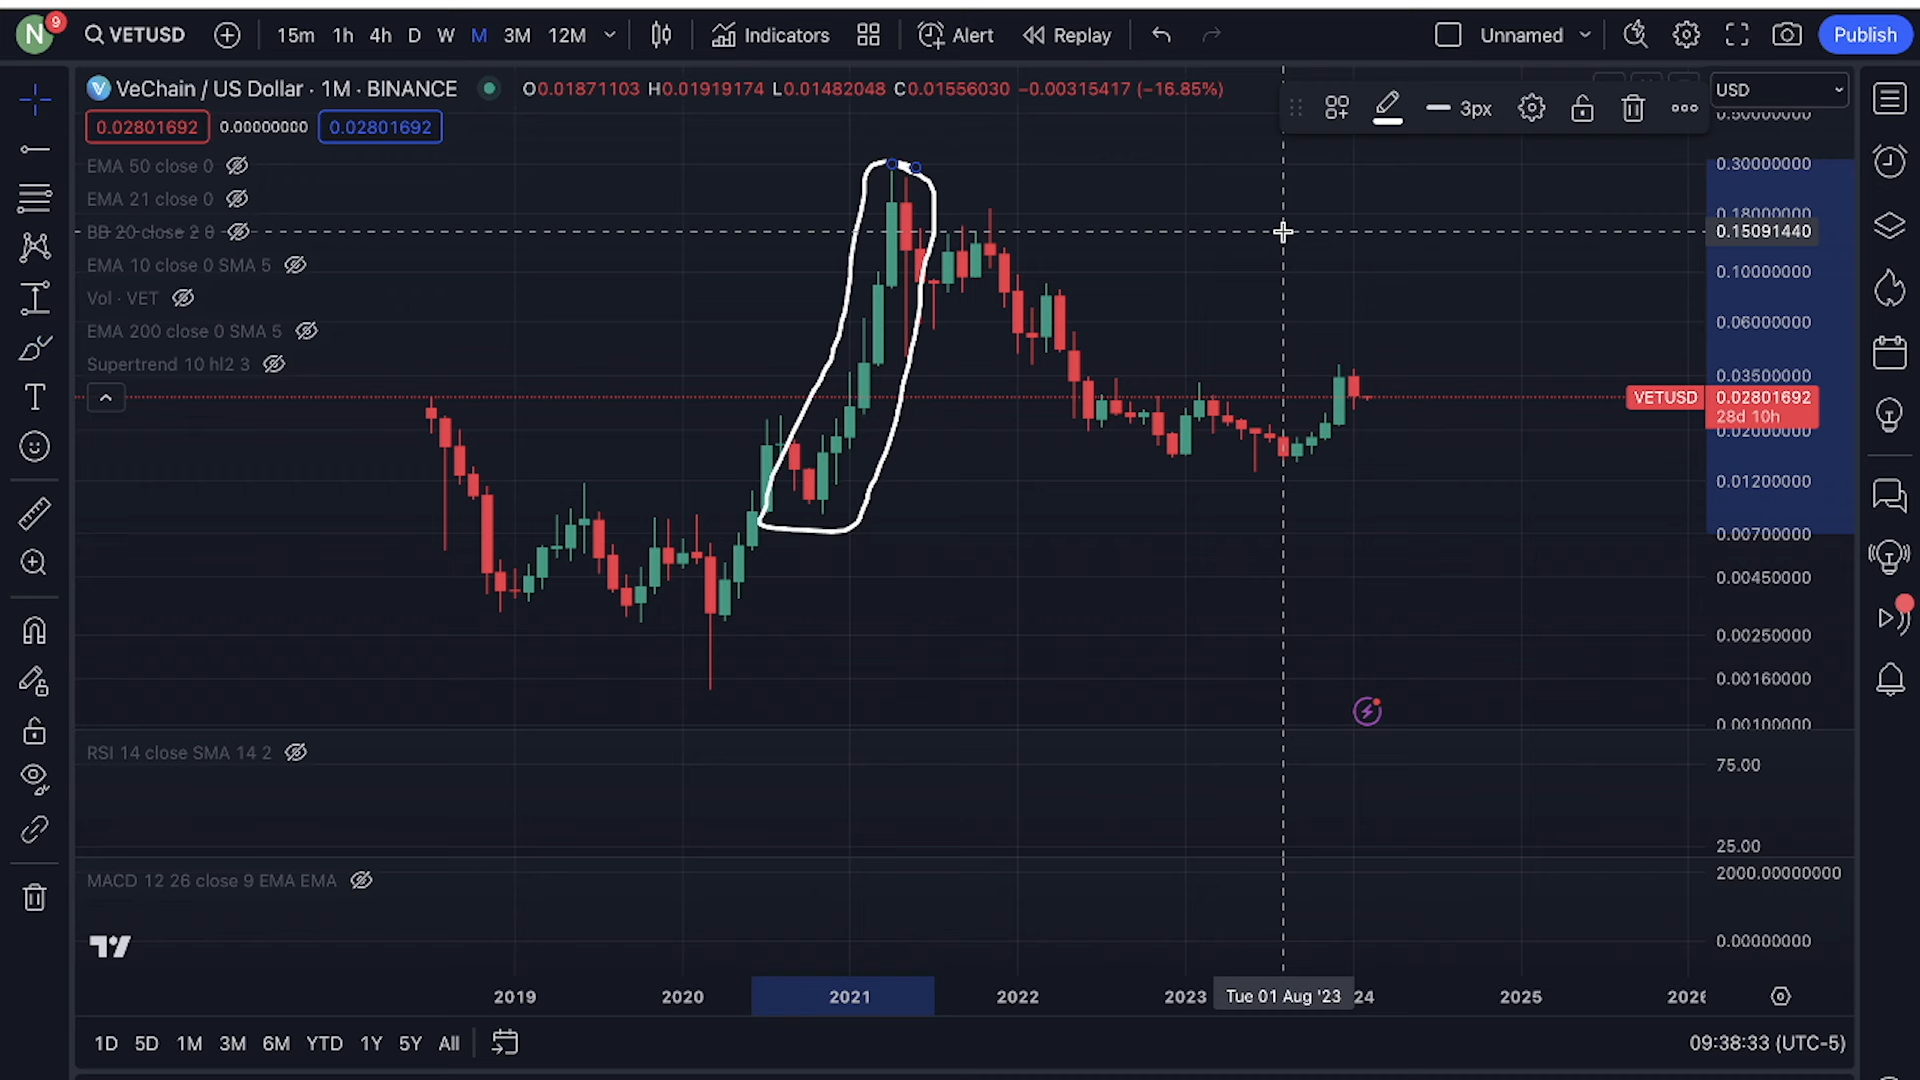 N 9 VETUSD 15m 1h 4h D W M 3M 12M Indicators Alert Replay Unnamed Publish
VeChain / US Dollar · 1M · BINANCE O0.01871103 H0.01919174 L0.01482048 C0.01556030 −0.00315417 (−16.85%) USD
0.02801692 0.00000000 0.02801692 3px
EMA 50 close 0
EMA 21 close 0
BB 20 close 2 0
EMA 10 close 0 SMA 5
Vol · VET
EMA 200 close 0 SMA 5
Supertrend 10 hl2 3
0.50000000
0.30000000
0.18000000
0.15091440
0.10000000
0.06000000
0.03500000
VETUSD 0.02801692
28d 10h
0.02000000
0.01200000
0.00700000
0.00450000
0.00250000
0.00160000
0.00100000
RSI 14 close SMA 14 2
75.00
25.00
MACD 12 26 close 9 EMA EMA
2000.00000000
0.00000000
2019 2020 2021 2022 2023 Tue 01 Aug '23 24 2025 2026
1D 5D 1M 3M 6M YTD 1Y 5Y All 09:38:33 (UTC-5)